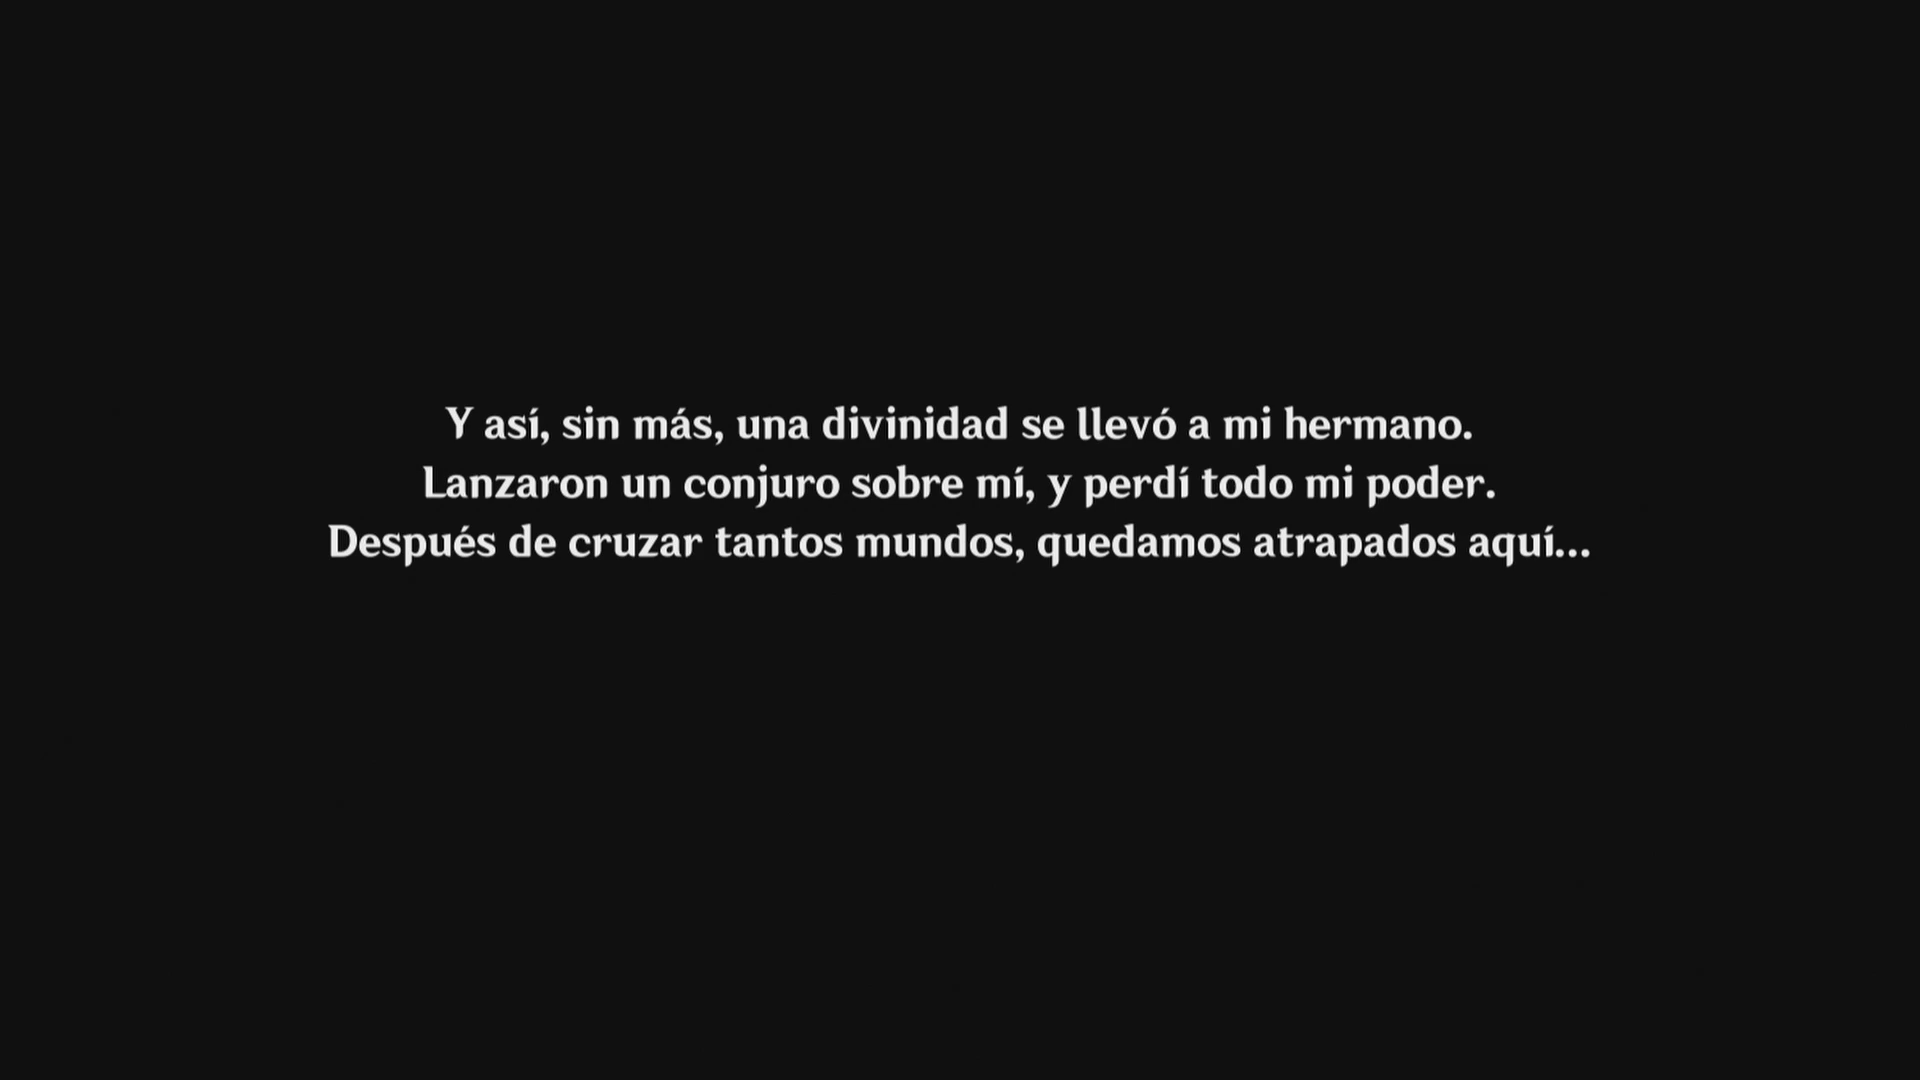 Y así, sin más, una divinidad se llevó a mi hermano.
Lanzaron un conjuro sobre mí, y perdí todo mi poder.
Después de cruzar tantos mundos, quedamos atrapados aquí...